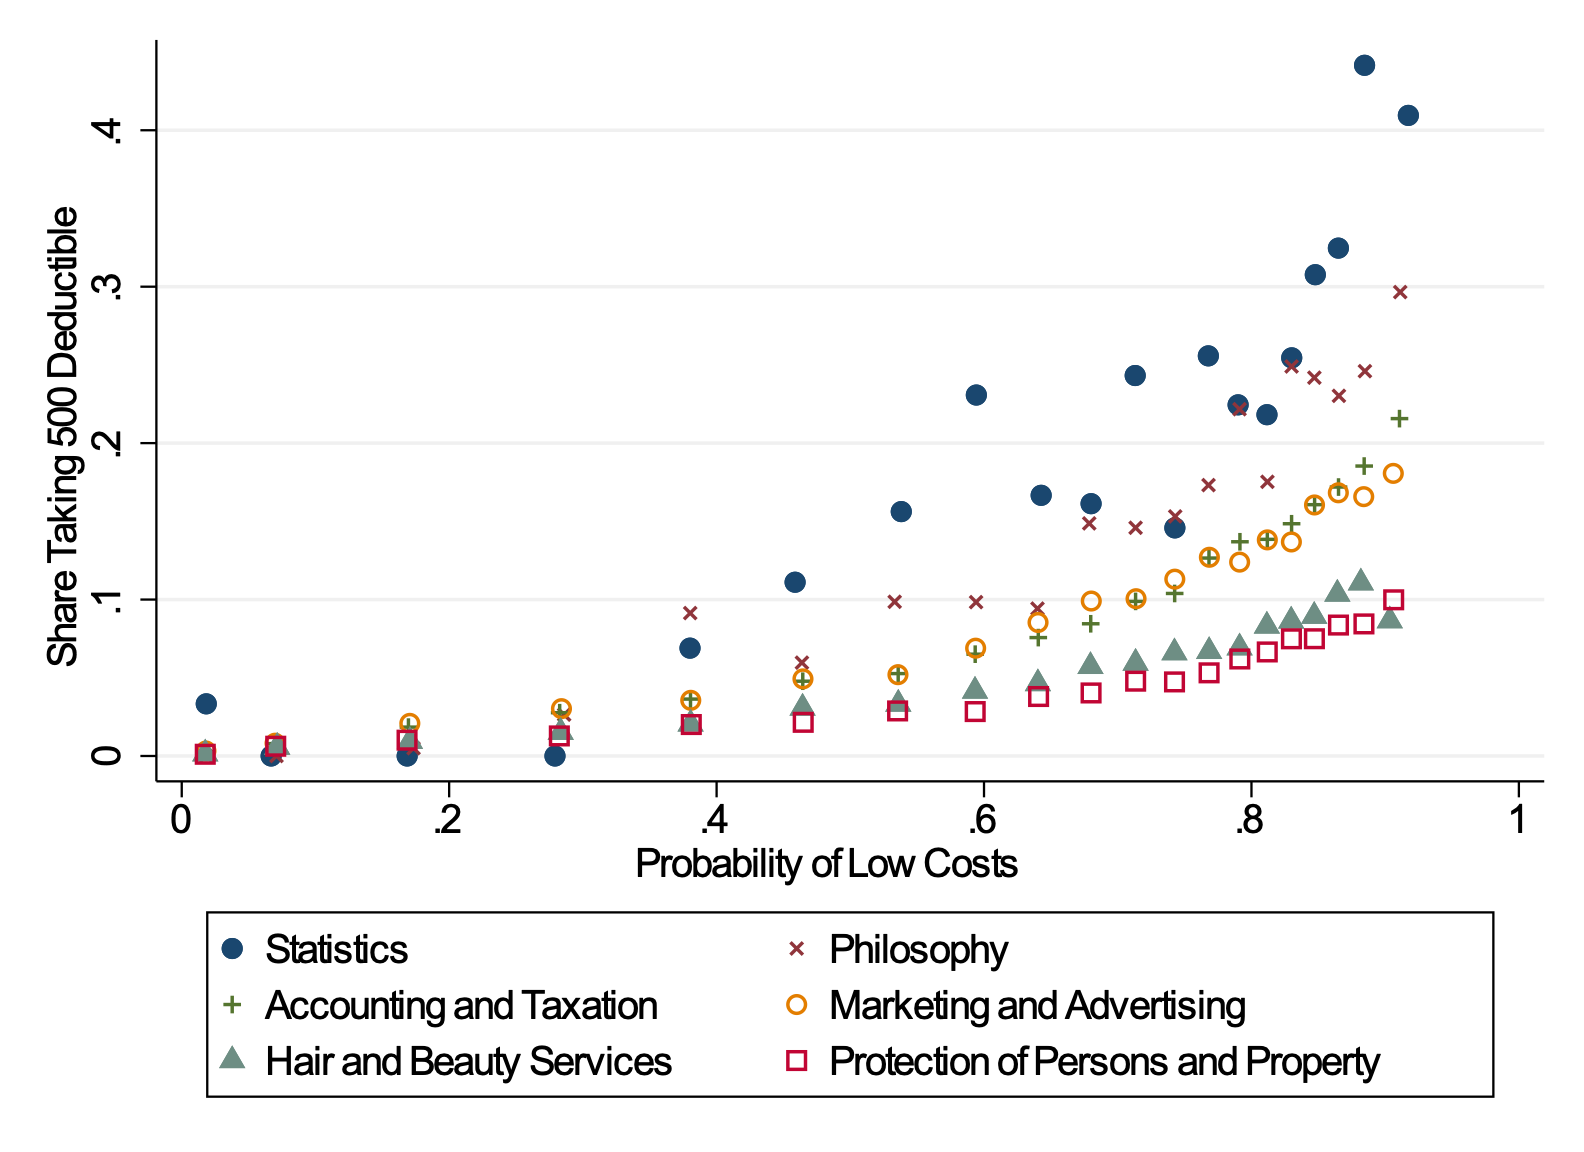 Share Taking 500 Deductible
.4
.3
.2
.1
0
0 .2 .4 .6 .8 1
Probability of Low Costs
Statistics Philosophy
Accounting and Taxation Marketing and Advertising
Hair and Beauty Services Protection of Persons and Property